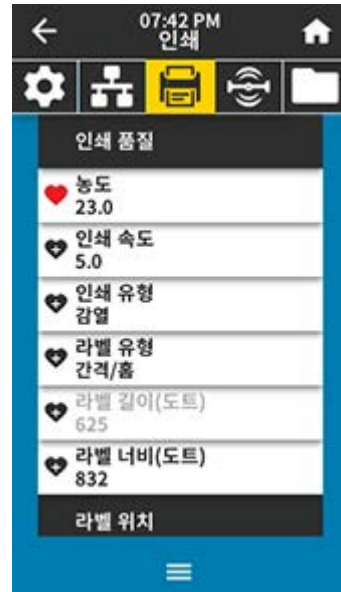 07:42 PM
인쇄
인쇄 품질
농도
23.0
인쇄 속도
5.0
인쇄 유형
감열
라벨 유형
간격/홈
라벨 길이(도트)
625
라벨 너비(도트)
832
라벨 위치